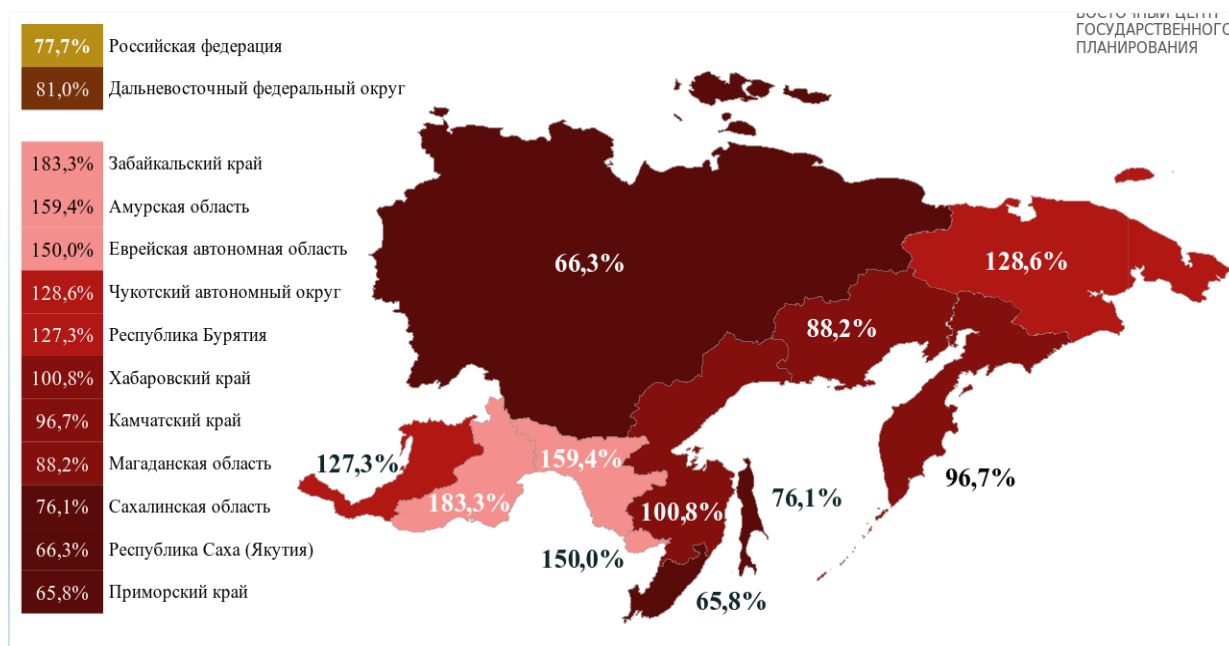 ВОСТОЧНЫЙ ЦЕНТР
ГОСУДАРСТВЕННОГО
ПЛАНИРОВАНИЯ
77,7% Российская федерация
81,0% Дальневосточный федеральный округ
183,3% Забайкальский край
159,4% Амурская область
150,0% Еврейская автономная область
128,6% Чукотский автономный округ
127,3% Республика Бурятия
100,8% Хабаровский край
96,7% Камчатский край
88,2% Магаданская область
76,1% Сахалинская область
66,3% Республика Саха (Якутия)
65,8% Приморский край
66,3%
128,6%
88,2%
159,4%
127,3%
96,7%
183,3%
76,1%
100,8%
150,0%
65,8%